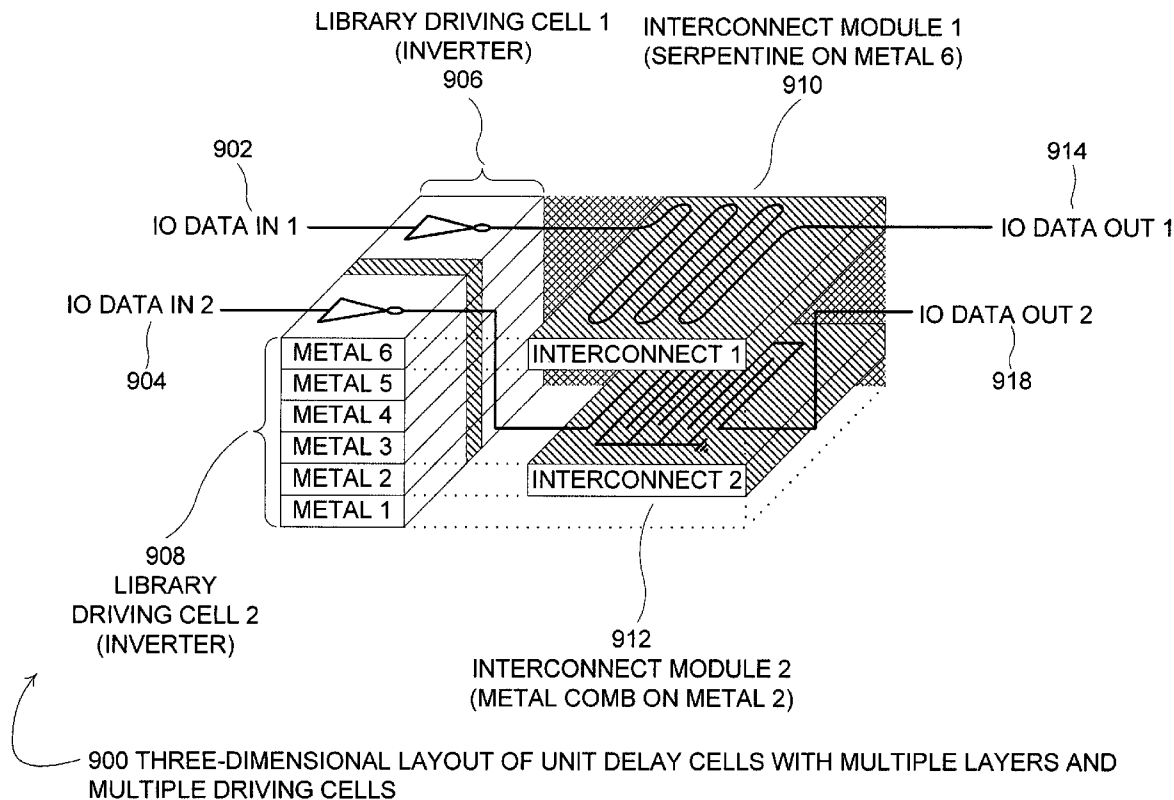 LIBRARY DRIVING CELL 1
(INVERTER)
906
INTERCONNECT MODULE 1
(SERPENTINE ON METAL 6)
910
902
IO DATA IN 1
914
IO DATA OUT 1
IO DATA IN 2
904
IO DATA OUT 2
918
METAL 6
METAL 5
METAL 4
METAL 3
METAL 2
METAL 1
INTERCONNECT 1
INTERCONNECT 2
908
LIBRARY
DRIVING CELL 2
(INVERTER)
912
INTERCONNECT MODULE 2
(METAL COMB ON METAL 2)
900 THREE-DIMENSIONAL LAYOUT OF UNIT DELAY CELLS WITH MULTIPLE LAYERS AND
MULTIPLE DRIVING CELLS